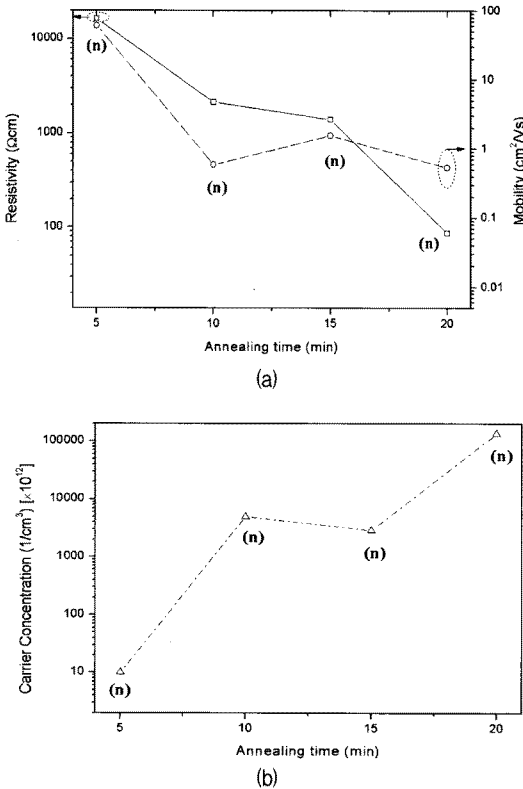 10000
1000
100
Resistivity (Ωcm)
(n)
(n)
(n)
(n)
100
10
1
0.1
0.01
Mobility (cm²/Vs)
5
10
15
20
Annealing time (min)
(a)
100000
10000
1000
100
10
Carrier Concentration (1/cm³) [×10¹²]
(n)
(n)
(n)
(n)
5
10
15
20
Annealing time (min)
(b)